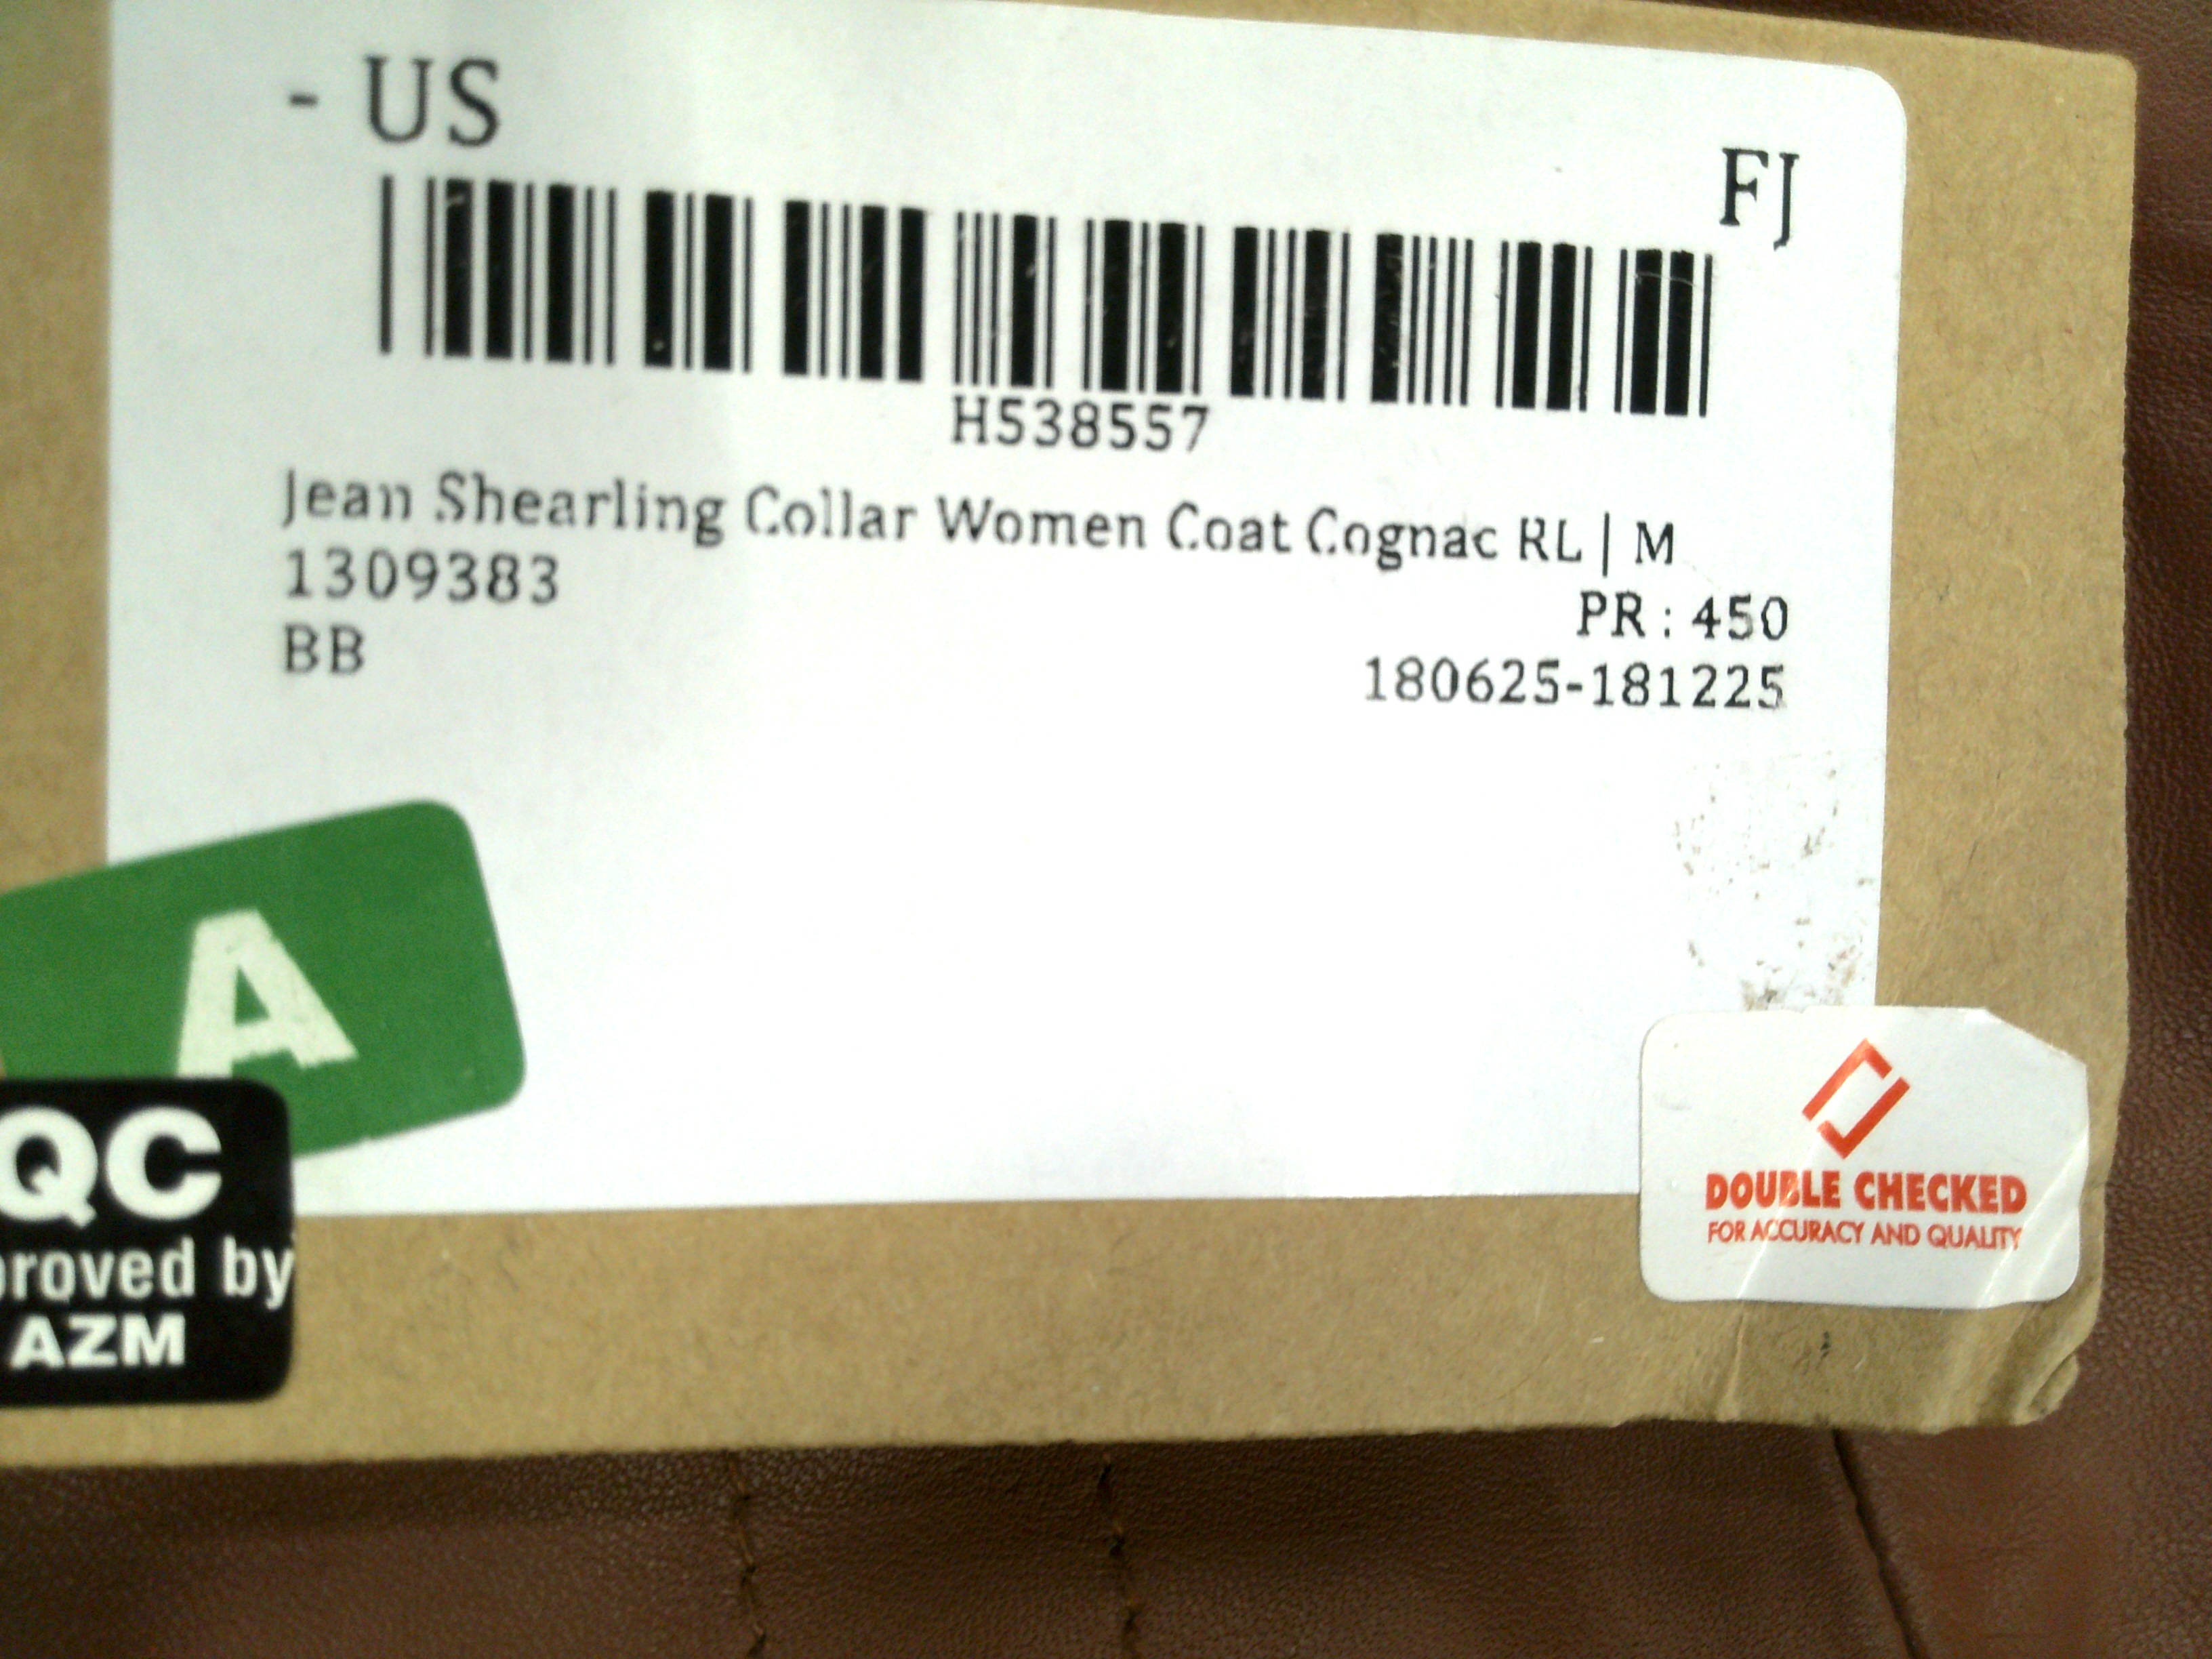 - US
FJ
H538557
Jean Shearling Collar Women Coat Cognac RL | M
1309383
PR : 450
BB
180625-181225
A
QC
proved by
AZM
DOUBLE CHECKED
FOR ACCURACY AND QUALITY